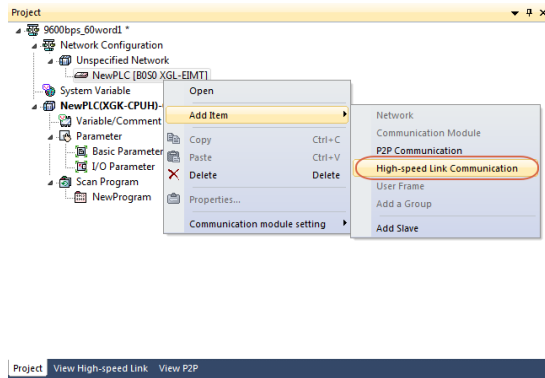 Project
9600bps_60word1 *
Network Configuration
Unspecified Network
NewPLC [B0S0 XGL-EIMT]
System Variable
NewPLC(XGK-CPUH)-
Variable/Comment
Parameter
Basic Parameter
I/O Parameter
Scan Program
NewProgram
Open
Add Item
Copy Ctrl+C
Paste Ctrl+V
Delete Delete
Properties...
Communication module setting
Network
Communication Module
P2P Communication
High-speed Link Communication
User Frame
Add a Group
Add Slave
Project View High-speed Link View P2P